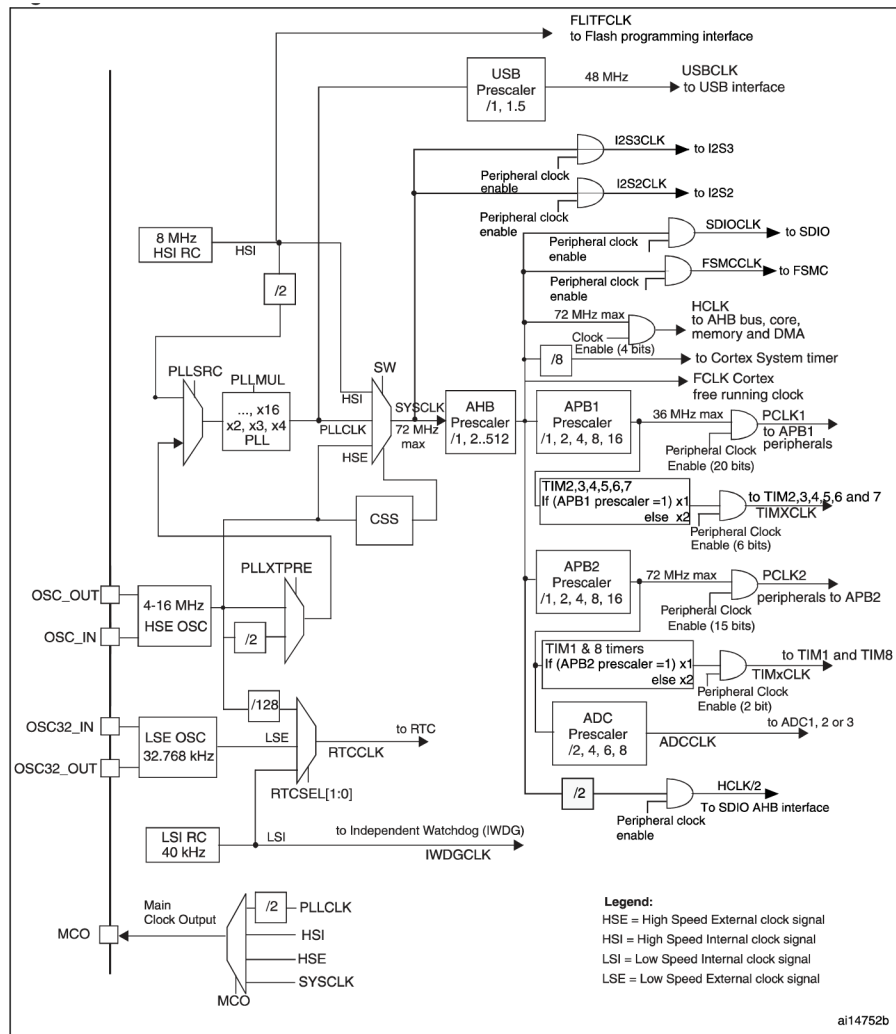 FLITFCLK
to Flash programming interface
USB
Prescaler
/1, 1.5
48 MHz
USBCLK
to USB interface
I2S3CLK
to I2S3
Peripheral clock
enable
I2S2CLK
to I2S2
Peripheral clock
enable
8 MHz
HSI RC
HSI
SDIOCLK
to SDIO
Peripheral clock
enable
FSMCCLK
to FSMC
Peripheral clock
enable
/2
HCLK
to AHB bus, core,
memory and DMA
72 MHz max
Clock
Enable (4 bits)
/8
to Cortex System timer
FCLK Cortex
free running clock
PLLSRC
PLLMUL
..., x16
x2, x3, x4
PLL
SW
HSI
PLLCLK
HSE
SYSCLK
72 MHz
max
AHB
Prescaler
/1, 2..512
APB1
Prescaler
/1, 2, 4, 8, 16
36 MHz max
PCLK1
to APB1
peripherals
Peripheral Clock
Enable (20 bits)
TIM2,3,4,5,6,7
If (APB1 prescaler =1) x1
else x2
to TIM2,3,4,5,6 and 7
TIMXCLK
Peripheral Clock
Enable (6 bits)
CSS
PLLXTPRE
OSC_OUT
OSC_IN
4-16 MHz
HSE OSC
/2
APB2
Prescaler
/1, 2, 4, 8, 16
72 MHz max
PCLK2
peripherals to APB2
Peripheral Clock
Enable (15 bits)
TIM1 & 8 timers
If (APB2 prescaler =1) x1
else x2
to TIM1 and TIM8
TIMxCLK
Peripheral Clock
Enable (2 bit)
/128
OSC32_IN
OSC32_OUT
LSE OSC
32.768 kHz
LSE
to RTC
RTCCLK
RTCSEL[1:0]
ADC
Prescaler
/2, 4, 6, 8
to ADC1, 2 or 3
ADCCLK
/2
HCLK/2
To SDIO AHB interface
Peripheral clock
enable
LSI RC
40 kHz
LSI
to Independent Watchdog (IWDG)
IWDGCLK
MCO
Main
Clock Output
/2
PLLCLK
HSI
HSE
SYSCLK
MCO
Legend:
HSE = High Speed External clock signal
HSI = High Speed Internal clock signal
LSI = Low Speed Internal clock signal
LSE = Low Speed External clock signal
ai14752b